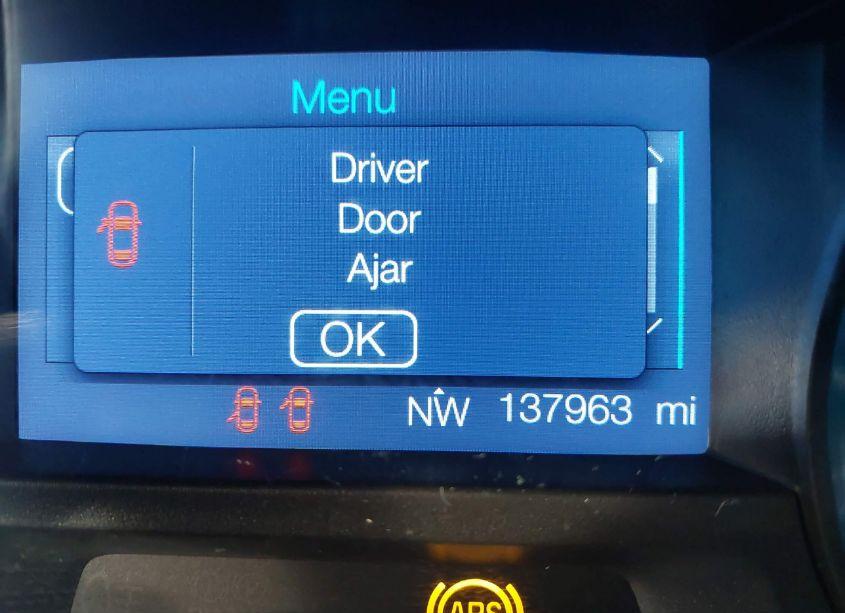 Menu
Driver
Door
Ajar
OK
NW 137963 mi
ABS